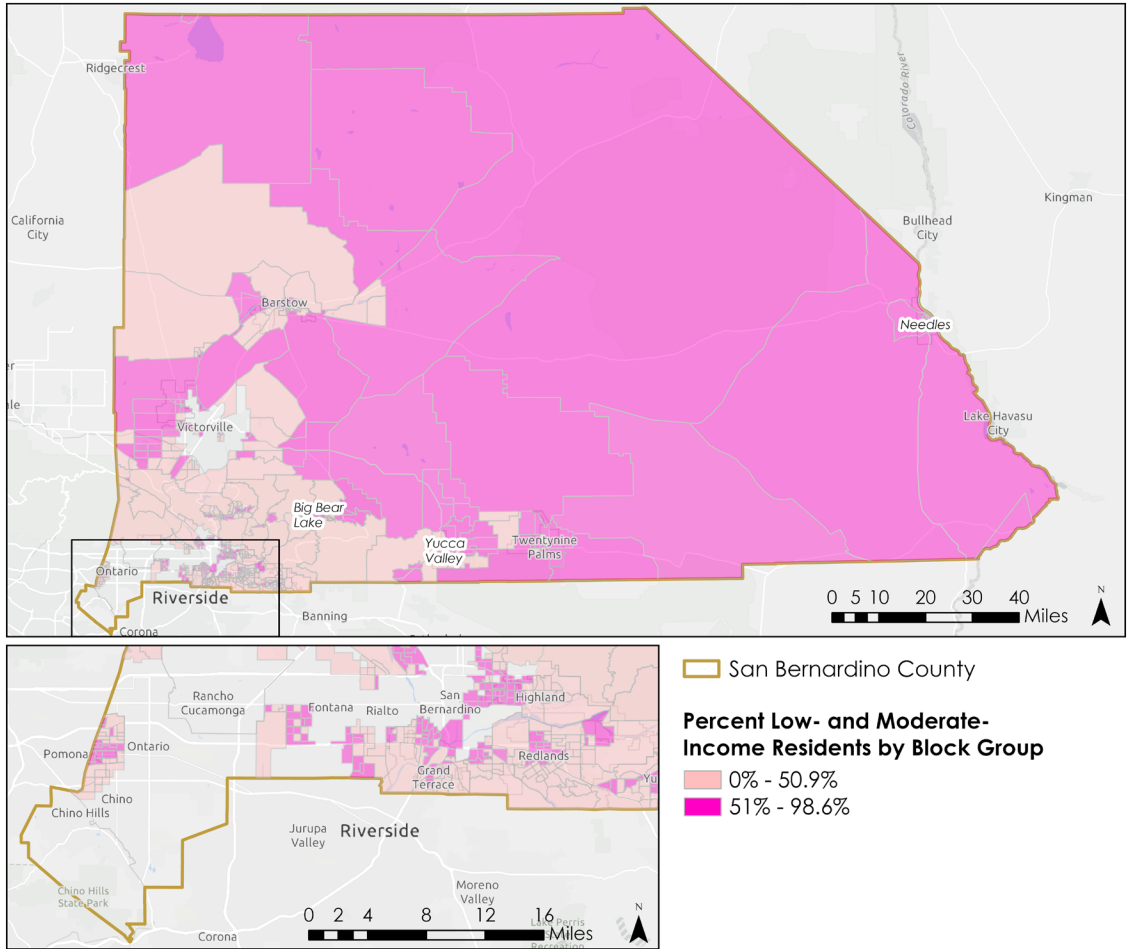 Ridgecrest
Colorado River
Kingman
California
City
Bullhead
City
Barstow
Needles
Lake Havasu
City
Victorville
Big Bear
Lake
Yucca
Valley
Twentynine
Palms
Ontario
Riverside
Banning
Corona
0 5 10 20 30 40
Miles
N
San Bernardino County
Percent Low- and Moderate-
Income Residents by Block Group
0% - 50.9%
51% - 98.6%
Rancho
Cucamonga
Fontana
Rialto
San
Bernardino
Highland
Pomona
Ontario
Redlands
Grand
Terrace
Yu
Chino
Chino Hills
Jurupa
Valley
Riverside
Chino Hills
State Park
Moreno
Valley
Corona
Lake Perris
Recreation
0 2 4 8 12 16
Miles
N